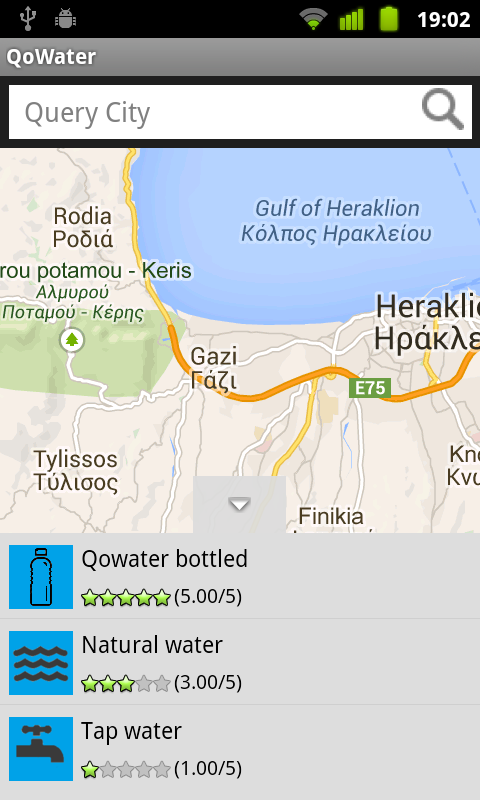 19:02
QoWater
Query City
Rodia
Ροδιά
Gulf of Heraklion
Κόλπος Ηρακλείου
rou potamou - Keris
Αλμυρού
Ποταμού - Κέρης
Heraklio
Ηράκλε
Gazi
Γάζι
E75
Tylissos
Τύλισος
Kno
Κνω
Finikia
Qowater bottled
(5.00/5)
Natural water
(3.00/5)
Tap water
(1.00/5)